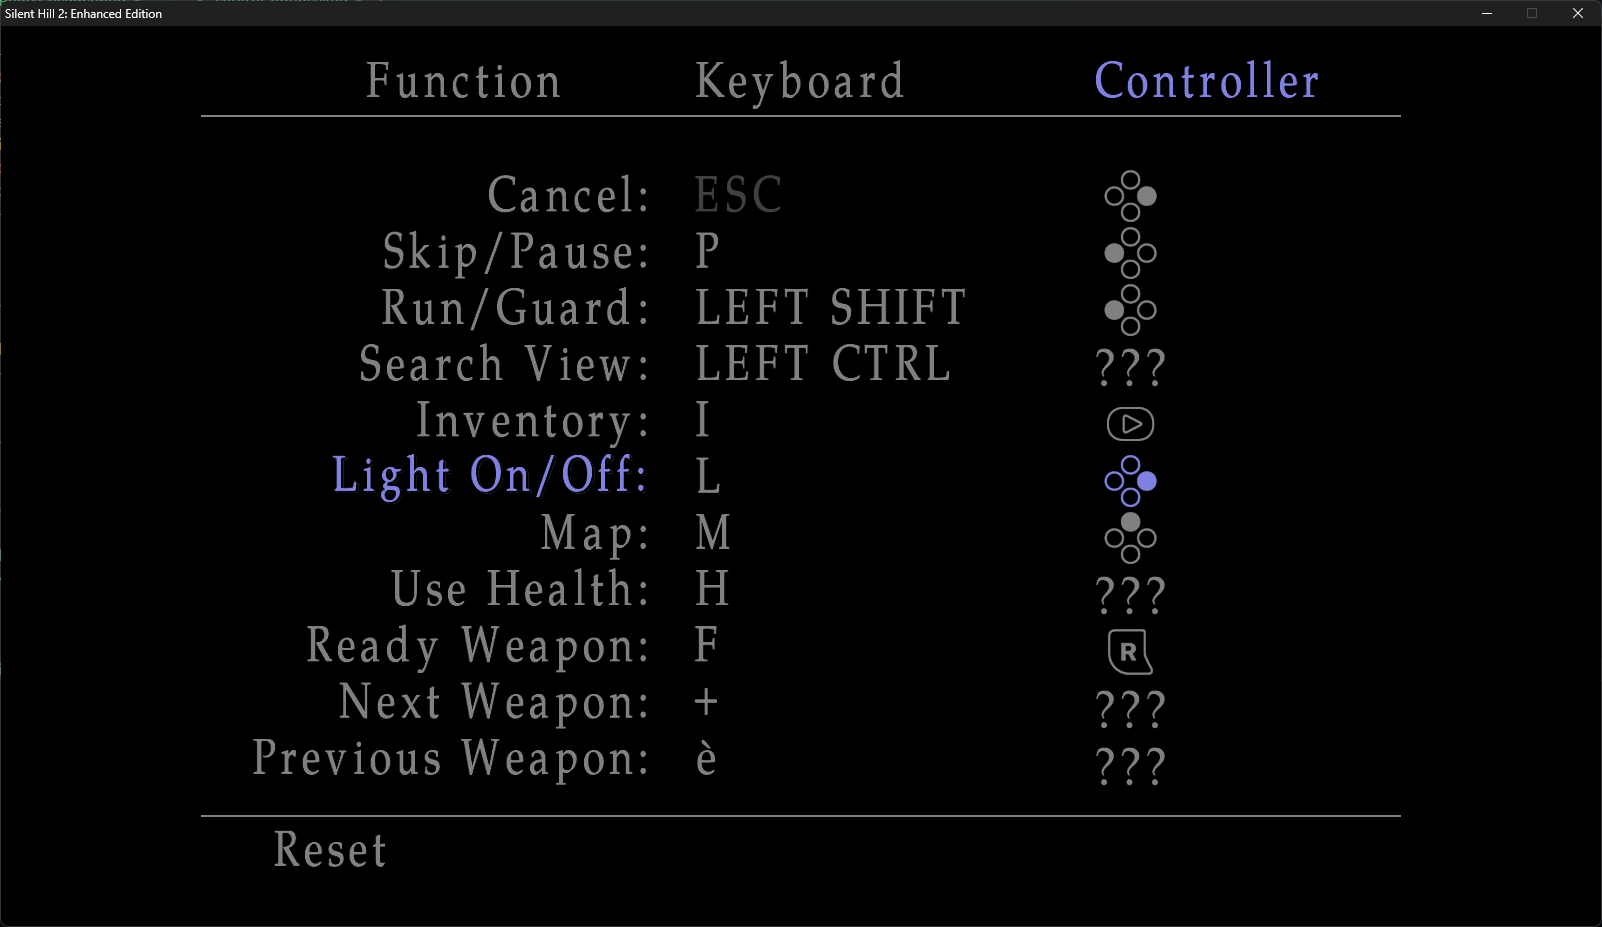 Silent Hill 2: Enhanced Edition
Function Keyboard Controller
Cancel: ESC
Skip/Pause: P
Run/Guard: LEFT SHIFT
Search View: LEFT CTRL ???
Inventory: I
Light On/Off: L
Map: M
Use Health: H ???
Ready Weapon: F R
Next Weapon: + ???
Previous Weapon: è ???
Reset